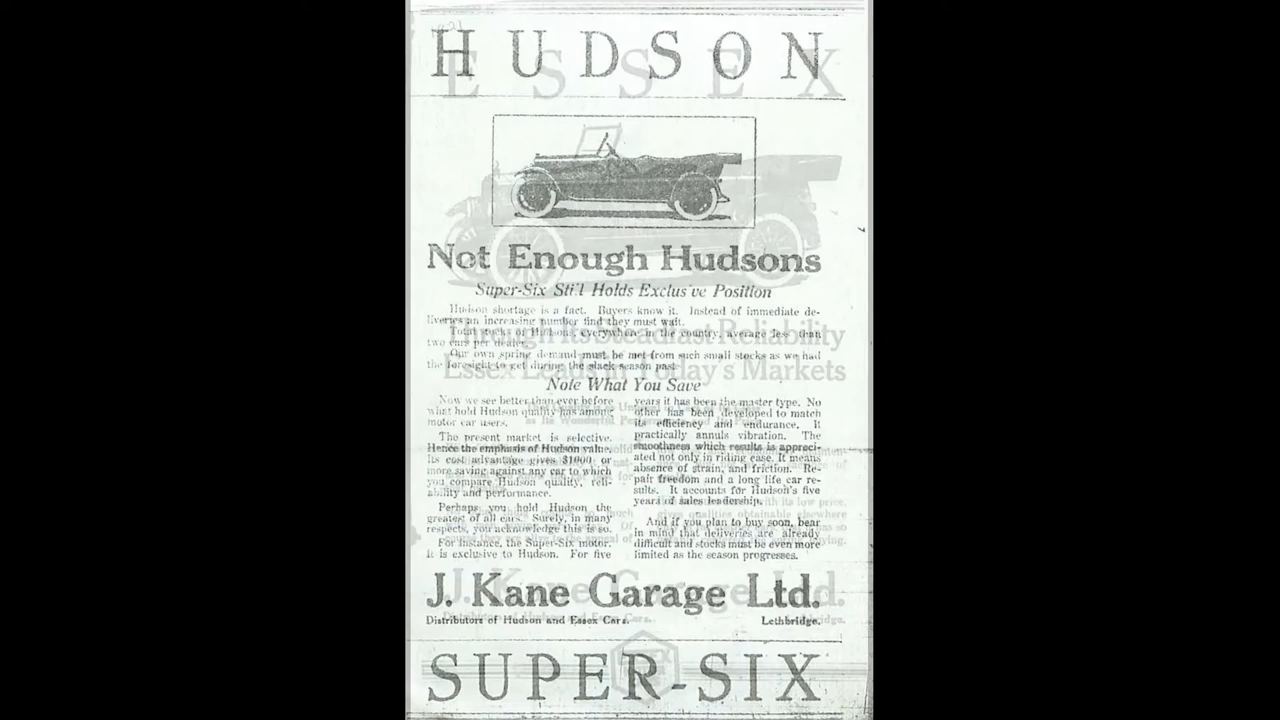 HUDSON
ESSEX
Not Enough Hudsons
Super-Six Still Holds Exclusive Position
Hudson shortage is a fact. Buyers know it. Instead of immediate de-
liveries an increasing number find they must wait.
Total stocks of Hudsons, everywhere in the country, average less than
two cars per dealer.
Our own spring demand must be met from such small stocks as we had
the foresight to get during the slack season past.
Through Its Steadfast Reliability
Essex Leads in Today's Markets
Note What You Save
Now we see better than ever before
what hold Hudson quality has among
motor car users.
The present market is selective.
Hence the emphasis of Hudson value.
Its cost advantage gives $1000 or
more saving against any car to which
you compare Hudson quality, reli-
ability and performance.
Perhaps you hold Hudson the
greatest of all cars. Surely, in many
respects, you acknowledge this is so.
For instance, the Super-Six motor.
It is exclusive to Hudson. For five
years it has been the master type. No
other has been developed to match
its efficiency and endurance. It
practically annuls vibration. The
smoothness which results is appreci-
ated not only in riding ease. It means
absence of strain, and friction. Re-
pair freedom and a long life car re-
sults. It accounts for Hudson's five
years of sales leadership.
And if you plan to buy soon, bear
in mind that deliveries are already
difficult and stocks must be even more
limited as the season progresses.
J. Kane Garage Ltd.
Distributors of Hudson and Essex Cars.
Lethbridge.
SUPER-SIX